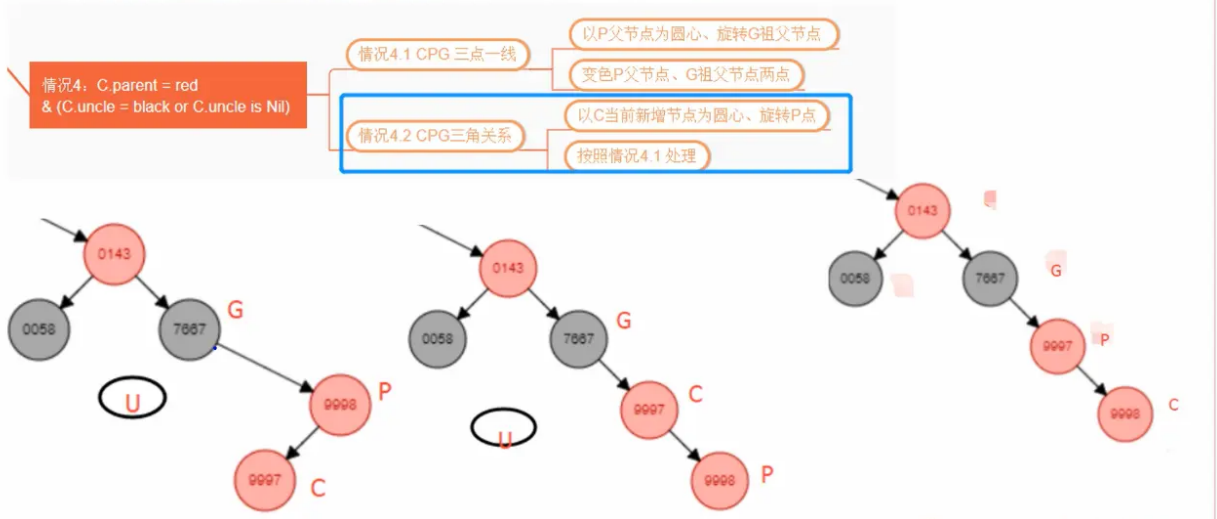 情况4：C.parent = red
& (C.uncle = black or C.uncle is Nil)
情况4.1 CPG 三点一线
以P父节点为圆心、旋转G祖父节点
变色P父节点、G祖父节点两点
情况4.2 CPG三角关系
以C当前新增节点为圆心、旋转P点
按照情况4.1 处理
0143
0058
7667
G
U
9998
P
9997
C
0143
0058
7667
G
U
9997
C
9998
P
0143
0058
7667
G
9997
P
9998
C